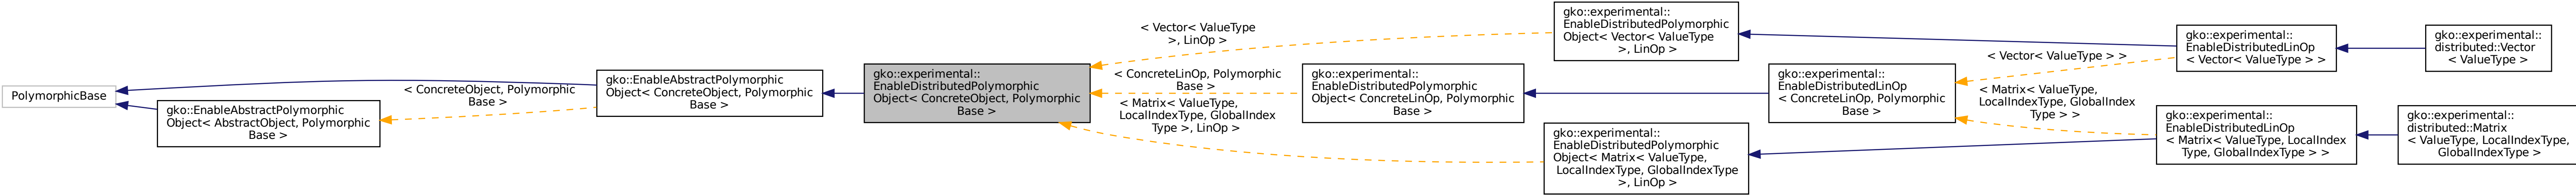 PolymorphicBase
gko::EnableAbstractPolymorphic
Object< AbstractObject, Polymorphic
Base >
< ConcreteObject, Polymorphic
Base >
gko::EnableAbstractPolymorphic
Object< ConcreteObject, Polymorphic
Base >
gko::experimental::
EnableDistributedPolymorphic
Object< ConcreteObject, Polymorphic
Base >
< Vector< ValueType
>, LinOp >
< ConcreteLinOp, Polymorphic
Base >
< Matrix< ValueType,
LocalIndexType, GlobalIndex
Type >, LinOp >
gko::experimental::
EnableDistributedPolymorphic
Object< Vector< ValueType
>, LinOp >
gko::experimental::
EnableDistributedPolymorphic
Object< ConcreteLinOp, Polymorphic
Base >
gko::experimental::
EnableDistributedPolymorphic
Object< Matrix< ValueType,
LocalIndexType, GlobalIndexType
>, LinOp >
gko::experimental::
EnableDistributedLinOp
< ConcreteLinOp, Polymorphic
Base >
< Vector< ValueType > >
< Matrix< ValueType,
LocalIndexType, GlobalIndex
Type > >
gko::experimental::
EnableDistributedLinOp
< Vector< ValueType > >
gko::experimental::
EnableDistributedLinOp
< Matrix< ValueType, LocalIndex
Type, GlobalIndexType > >
gko::experimental::
distributed::Vector
< ValueType >
gko::experimental::
distributed::Matrix
< ValueType, LocalIndexType,
GlobalIndexType >